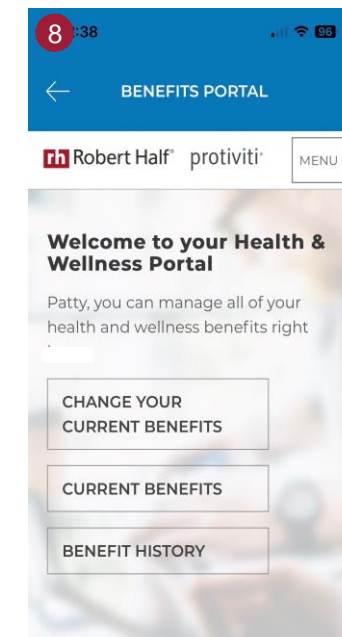 8 :38 96
BENEFITS PORTAL
rh Robert Half® protiviti® MENU
Welcome to your Health &
Wellness Portal
Patty, you can manage all of your
health and wellness benefits right
CHANGE YOUR
CURRENT BENEFITS
CURRENT BENEFITS
BENEFIT HISTORY